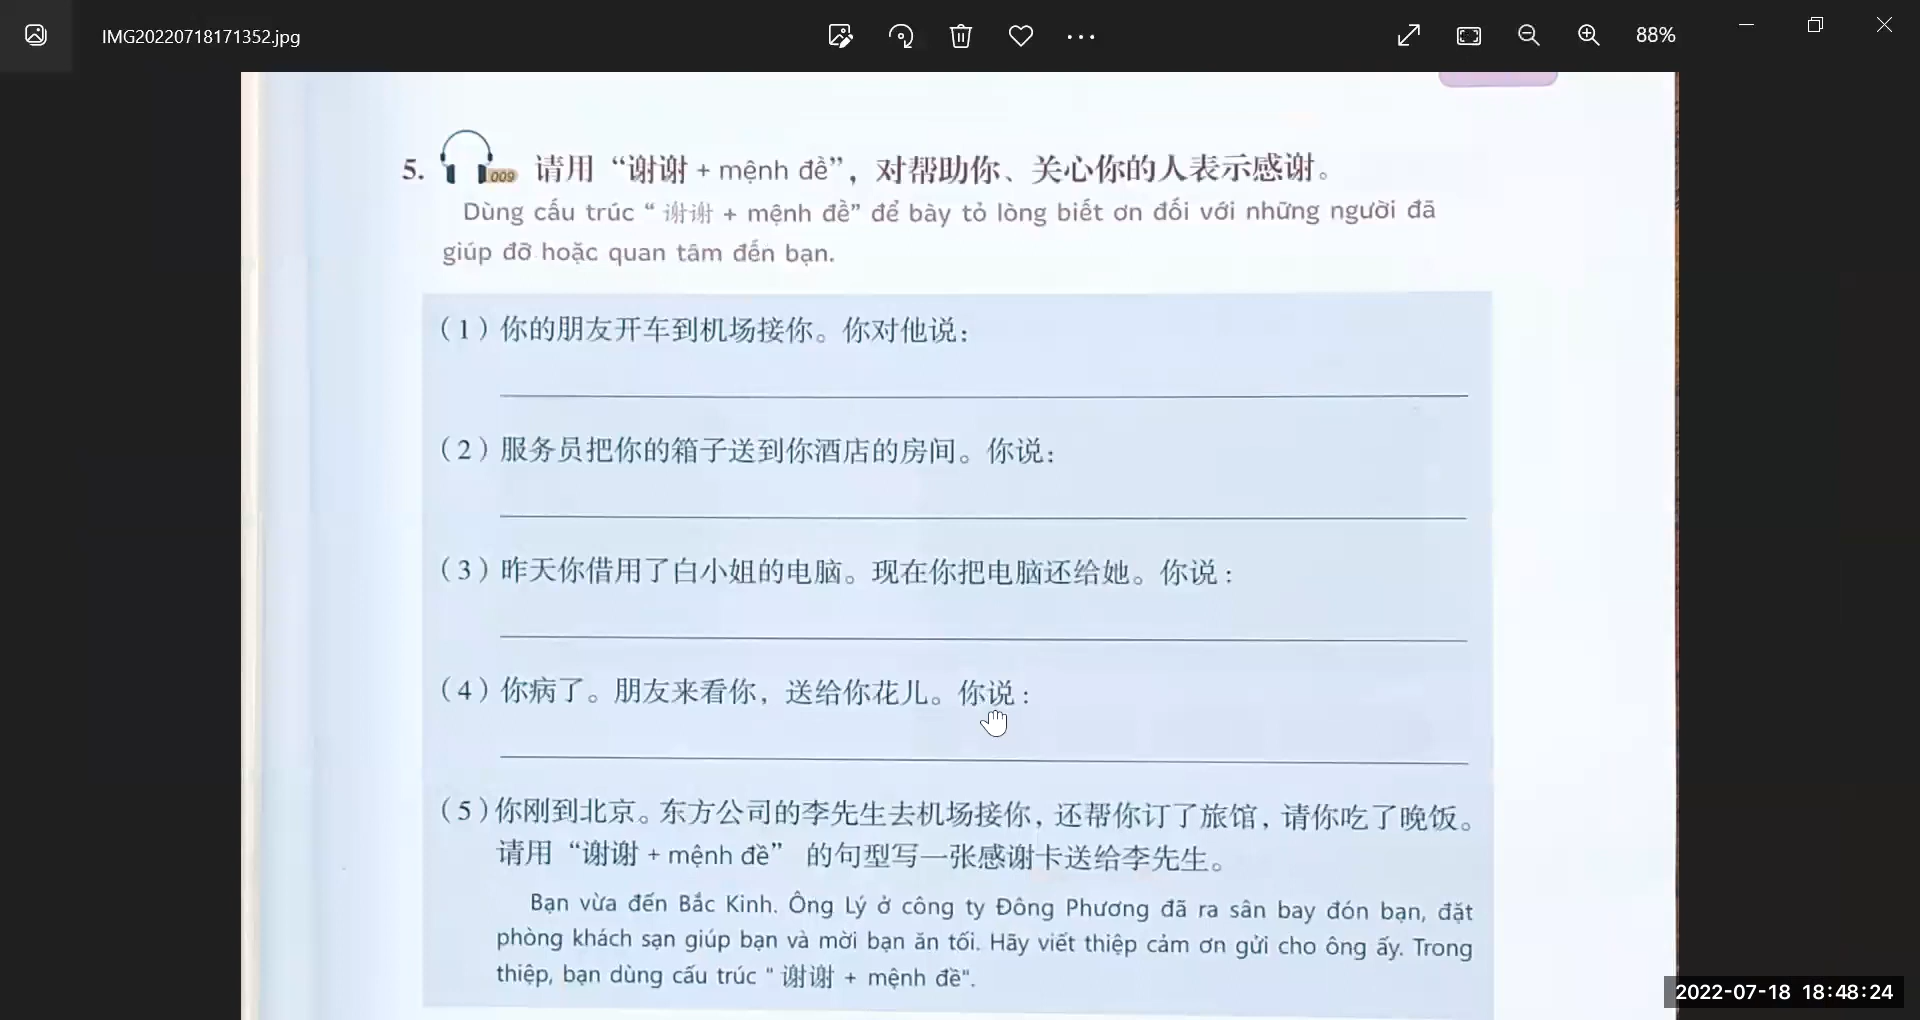 IMG20220718171352.jpg
88%
5. 009 请用“谢谢 + mệnh đề”，对帮助你、关心你的人表示感谢。
Dùng cấu trúc “ 谢谢 + mệnh đề” để bày tỏ lòng biết ơn đối với những người đã
giúp đỡ hoặc quan tâm đến bạn.
（1）你的朋友开车到机场接你。你对他说：
（2）服务员把你的箱子送到你酒店的房间。你说：
（3）昨天你借用了白小姐的电脑。现在你把电脑还给她。你说：
（4）你病了。朋友来看你，送给你花儿。你说：
（5）你刚到北京。东方公司的李先生去机场接你，还帮你订了旅馆，请你吃了晚饭。
请用“谢谢 + mệnh đề” 的句型写一张感谢卡送给李先生。
Bạn vừa đến Bắc Kinh. Ông Lý ở công ty Đông Phương đã ra sân bay đón bạn, đặt
phòng khách sạn giúp bạn và mời bạn ăn tối. Hãy viết thiệp cảm ơn gửi cho ông ấy. Trong
thiệp, bạn dùng cấu trúc " 谢谢 + mệnh đề".
2022-07-18 18:48:24